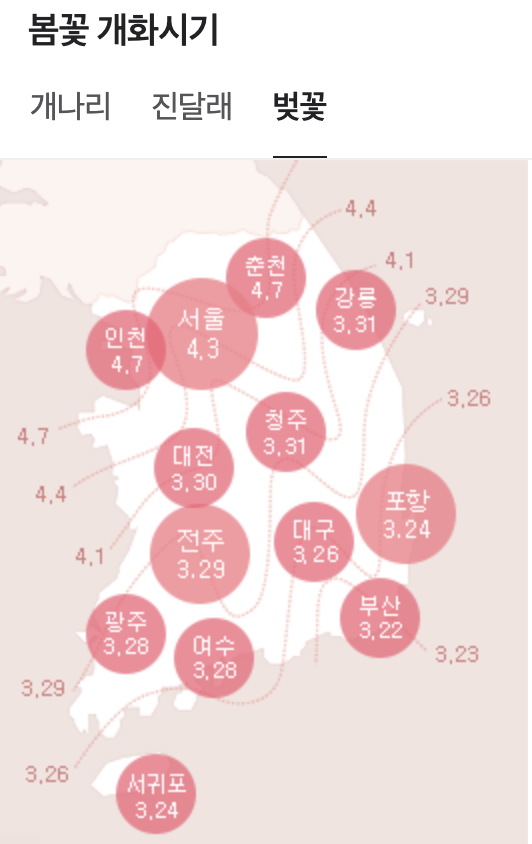 봄꽃 개화시기
개나리 진달래 벚꽃
4.4
춘천
4.7
4.1
강릉
3.31
3.29
서울
4.3
인천
4.7
3.26
청주
3.31
4.7
대전
3.30
4.4
포항
3.24
대구
3.26
전주
3.29
4.1
부산
3.22
광주
3.28
여수
3.28
3.23
3.29
3.26
서귀포
3.24